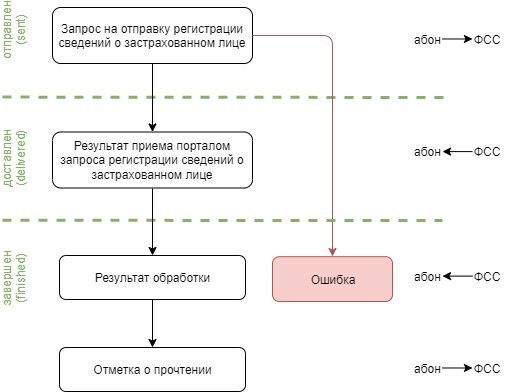 отправлен
(sent)
Запрос на отправку регистрации
сведений о застрахованном лице
абон ФСС
доставлен
(delivered)
Результат приема порталом
запроса регистрации сведений о
застрахованном лице
абон ФСС
завершен
(finished)
Результат обработки
Ошибка
абон ФСС
Отметка о прочтении
абон ФСС